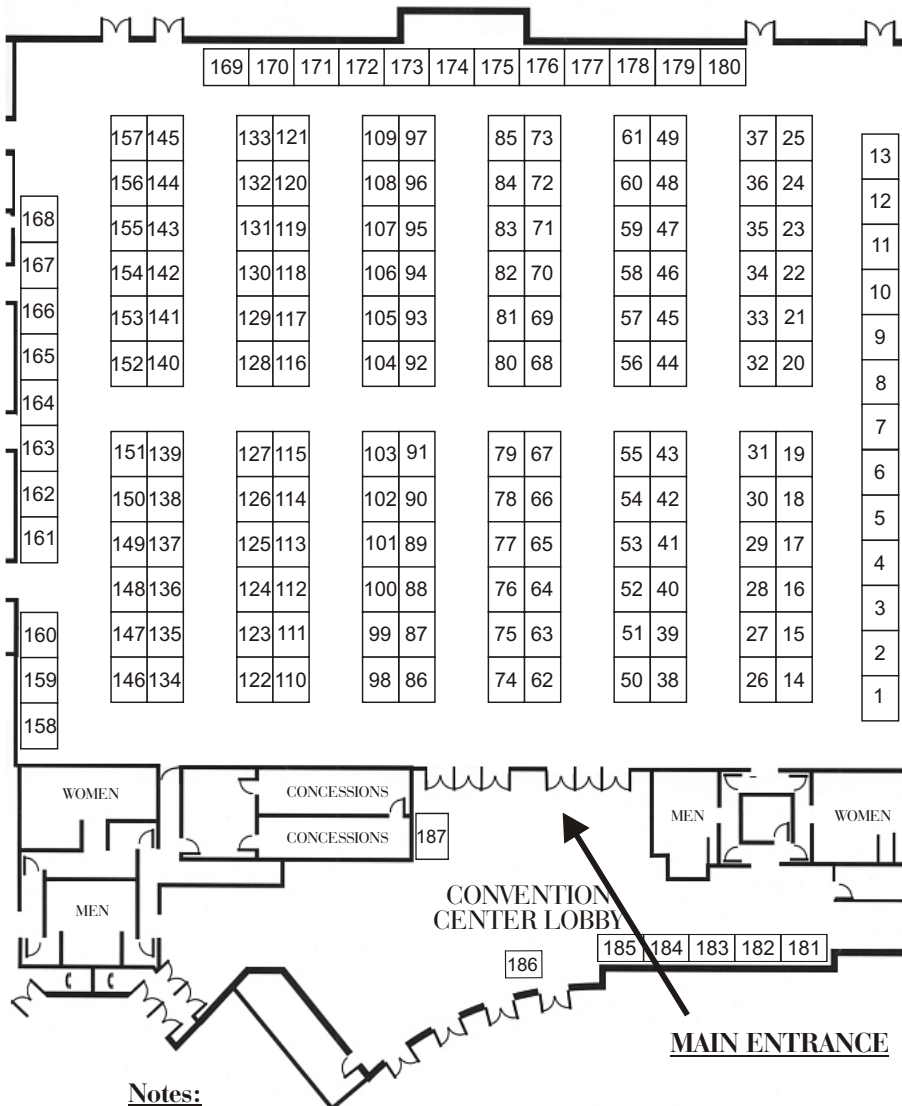 169 170 171 172 173 174 175 176 177 178 179 180
157 145 133 121 109 97 85 73 61 49 37 25
13
156 144 132 120 108 96 84 72 60 48 36 24
12
168
155 143 131 119 107 95 83 71 59 47 35 23
11
167
154 142 130 118 106 94 82 70 58 46 34 22
10
166
153 141 129 117 105 93 81 69 57 45 33 21
9
165
152 140 128 116 104 92 80 68 56 44 32 20
8
164
7
163
151 139 127 115 103 91 79 67 55 43 31 19
6
162
150 138 126 114 102 90 78 66 54 42 30 18
5
161
149 137 125 113 101 89 77 65 53 41 29 17
4
148 136 124 112 100 88 76 64 52 40 28 16
3
160
147 135 123 111 99 87 75 63 51 39 27 15
2
159
146 134 122 110 98 86 74 62 50 38 26 14
1
158
WOMEN
CONCESSIONS
CONCESSIONS
187
MEN
WOMEN
MEN
CONVENTION
CENTER LOBBY
185 184 183 182 181
186
MAIN ENTRANCE
Notes: